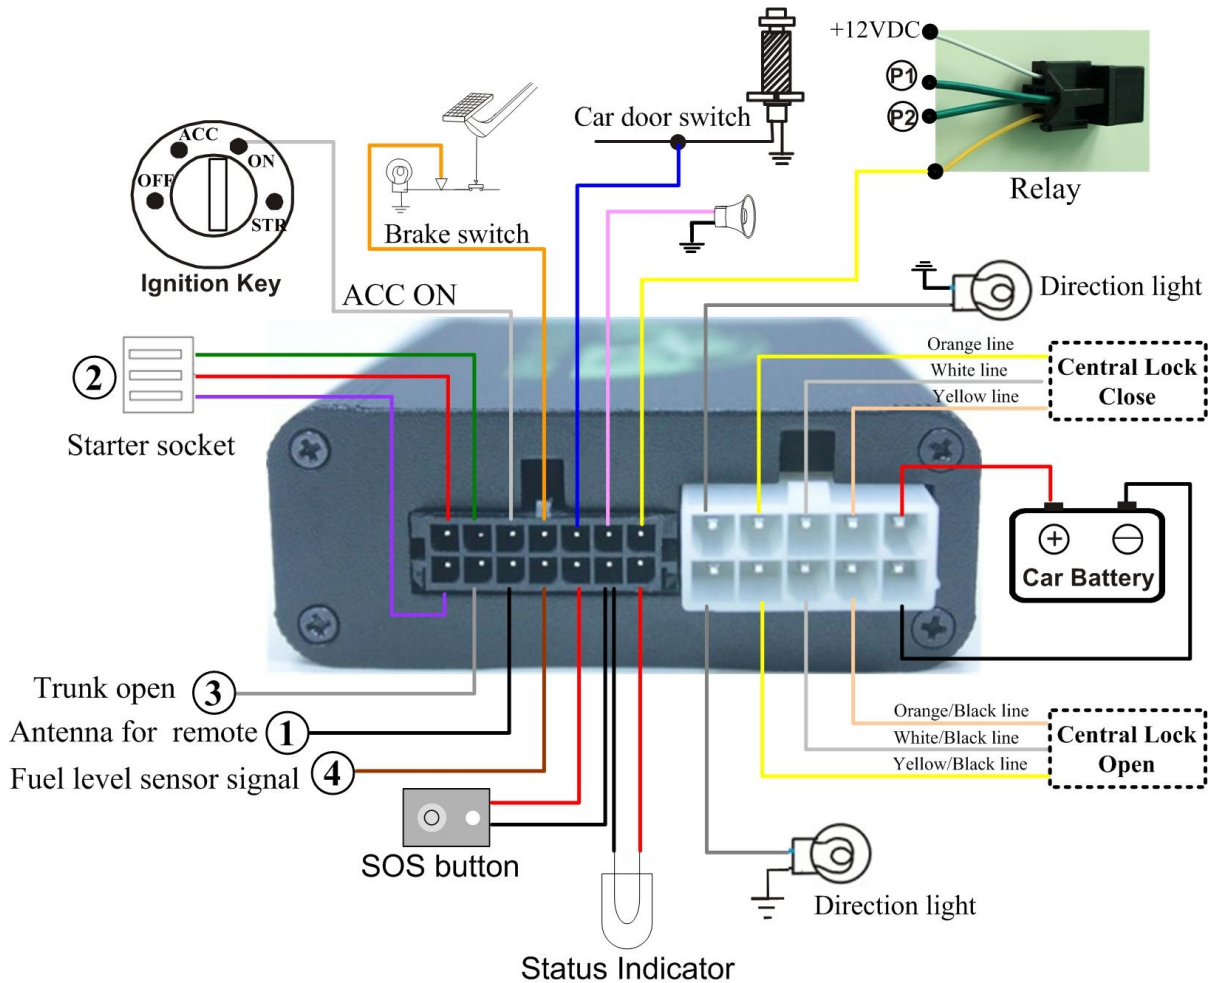 +12VDC
P1
P2
Relay
Car door switch
ACC
ON
OFF
STR
Ignition Key
Brake switch
ACC ON
Direction light
Orange line
White line
Yellow line
Central Lock
Close
2
Starter socket
+
−
Car Battery
Trunk open 3
Antenna for remote 1
Fuel level sensor signal 4
Orange/Black line
White/Black line
Yellow/Black line
Central Lock
Open
SOS button
Direction light
Status Indicator